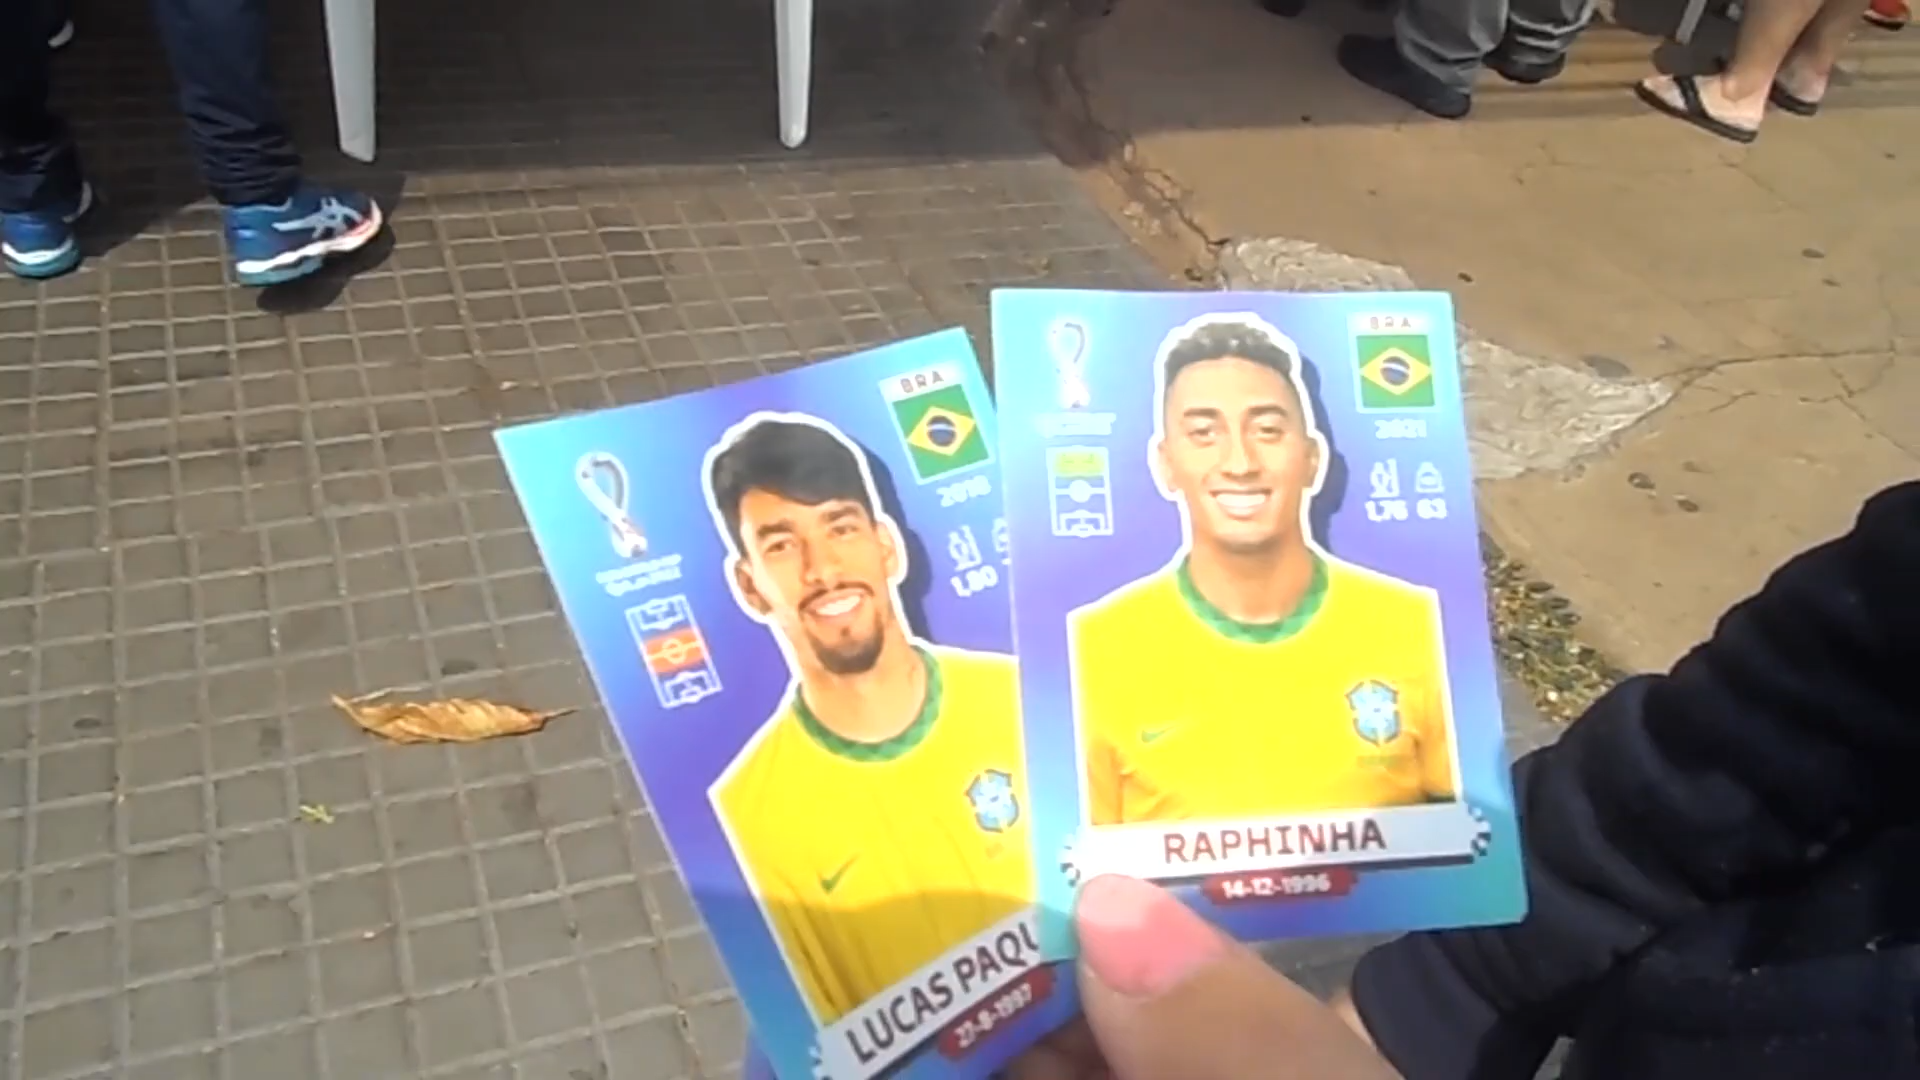 BRA
2018
1,80
LUCAS PAQU
27-8-1997
BRA
2021
1,76 63
RAPHINHA
14-12-1996